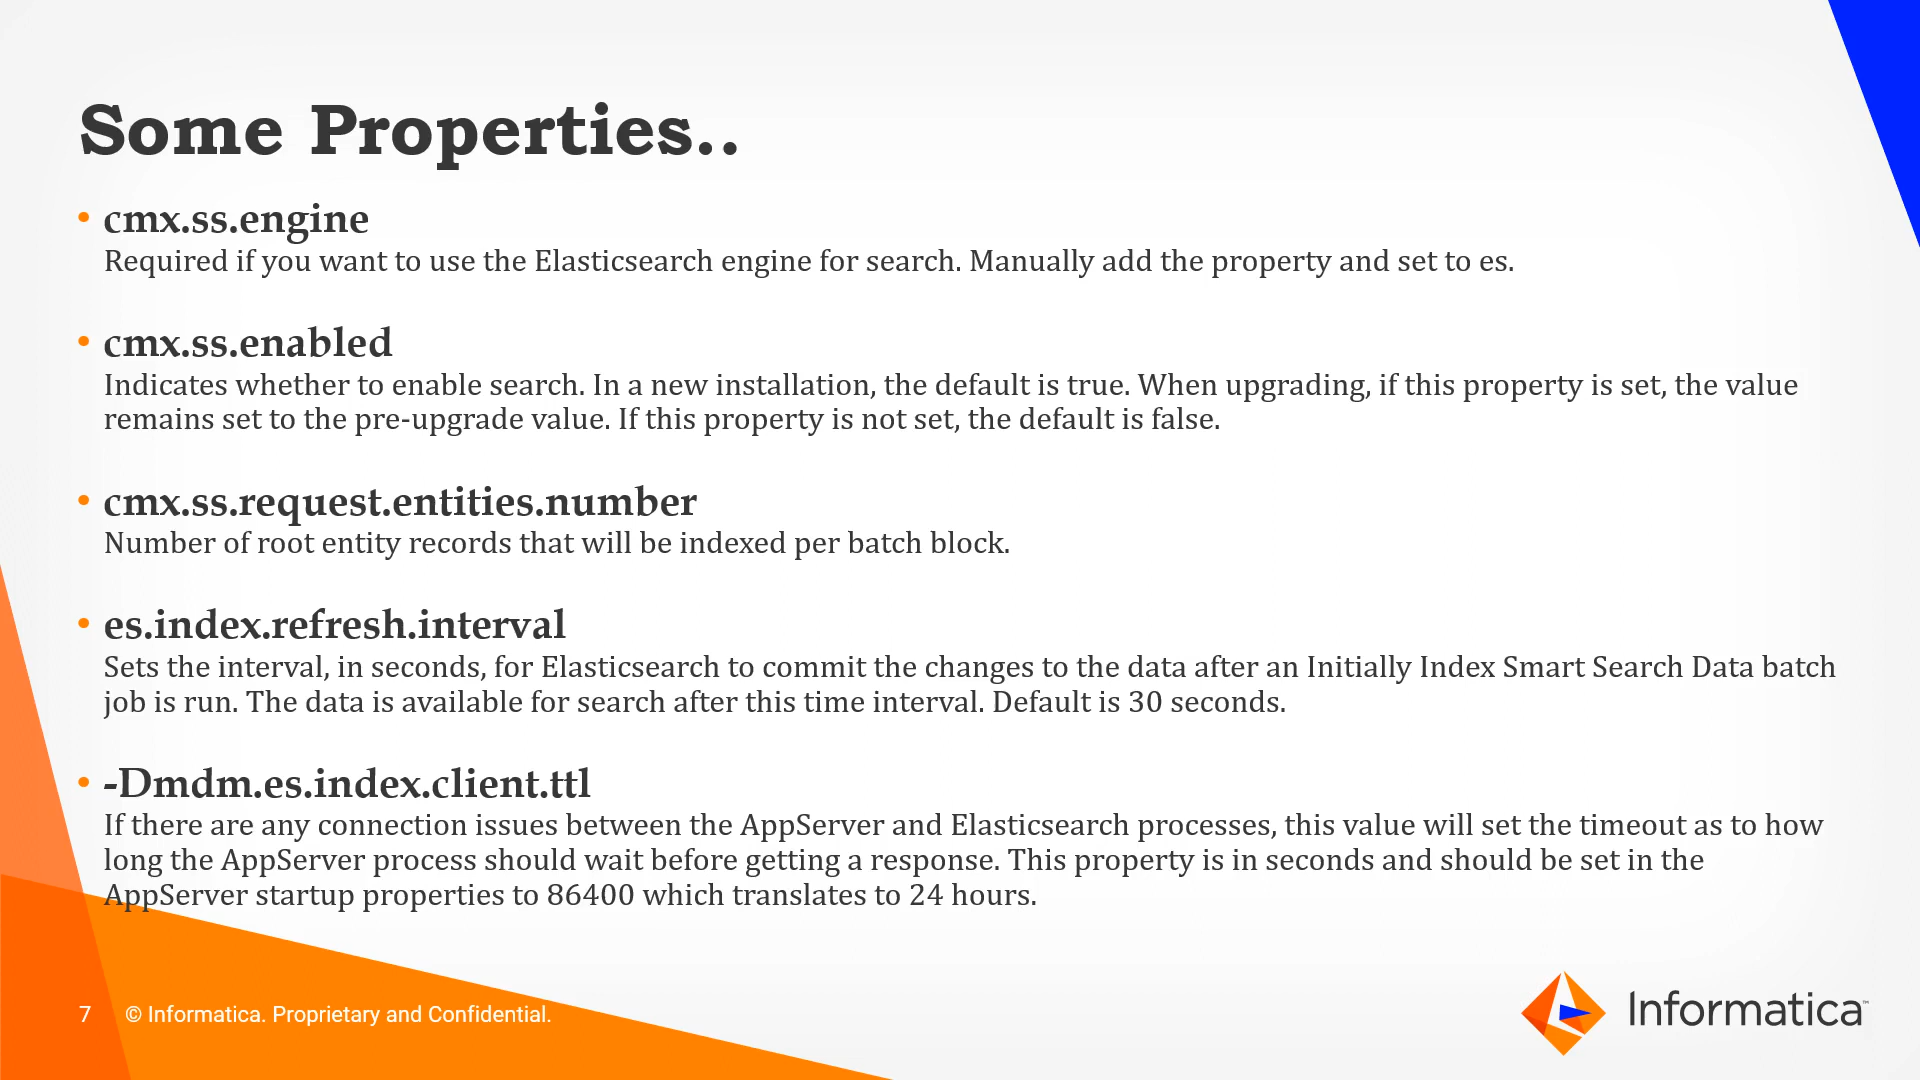 Some Properties..
• cmx.ss.engine
Required if you want to use the Elasticsearch engine for search. Manually add the property and set to es.
• cmx.ss.enabled
Indicates whether to enable search. In a new installation, the default is true. When upgrading, if this property is set, the value
remains set to the pre-upgrade value. If this property is not set, the default is false.
• cmx.ss.request.entities.number
Number of root entity records that will be indexed per batch block.
• es.index.refresh.interval
Sets the interval, in seconds, for Elasticsearch to commit the changes to the data after an Initially Index Smart Search Data batch
job is run. The data is available for search after this time interval. Default is 30 seconds.
• -Dmdm.es.index.client.ttl
If there are any connection issues between the AppServer and Elasticsearch processes, this value will set the timeout as to how
long the AppServer process should wait before getting a response. This property is in seconds and should be set in the
AppServer startup properties to 86400 which translates to 24 hours.
7 © Informatica. Proprietary and Confidential.
Informatica™